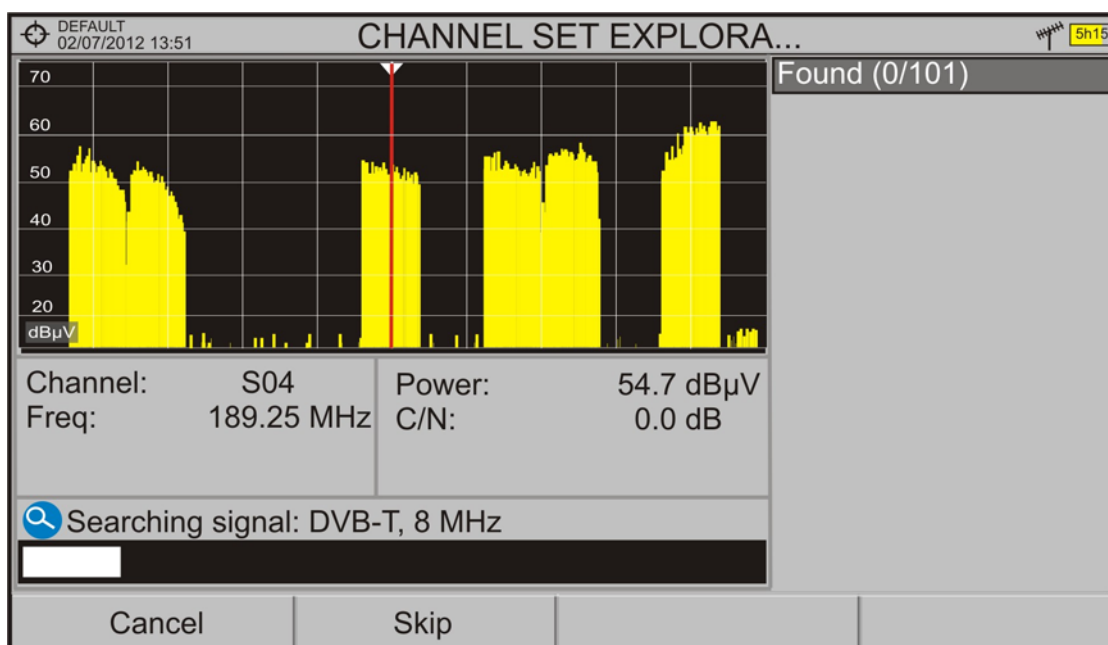 DEFAULT
02/07/2012 13:51
CHANNEL SET EXPLORA...
5h15
70
60
50
40
30
20
dBµV
Found (0/101)
Channel: S04
Freq: 189.25 MHz
Power: 54.7 dBµV
C/N: 0.0 dB
Searching signal: DVB-T, 8 MHz
Cancel
Skip